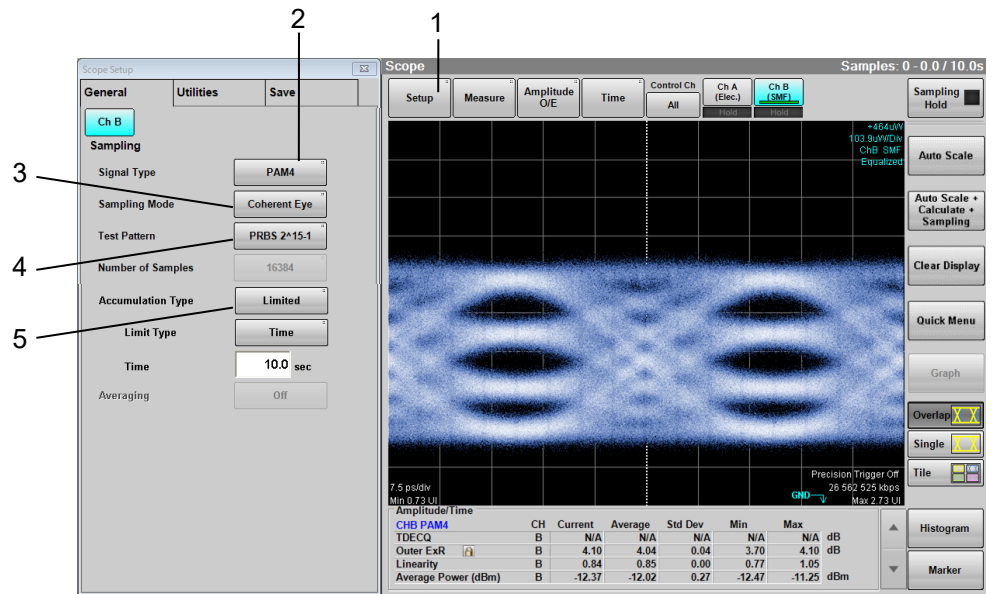 1
2
3
4
5
Scope Setup
General Utilities Save
Ch B
Sampling
Signal Type PAM4
Sampling Mode Coherent Eye
Test Pattern PRBS 2^15-1
Number of Samples 16384
Accumulation Type Limited
Limit Type Time
Time 10.0 sec
Averaging Off
Scope Samples: 0 - 0.0 / 10.0s
Setup
Measure
Amplitude
O/E
Time
Control Ch
All
Ch A
(Elec.)
Hold
Ch B
(SMF)
Hold
Sampling
Hold
+464uW
103.9uW/Div
ChB SMF
Equalized
Auto Scale
Auto Scale +
Calculate +
Sampling
Clear Display
Quick Menu
Graph
Overlap
Single
Tile
Precision Trigger Off
7.5 ps/div 26 562 525 kbps
GND
Min 0.73 UI Max 2.73 UI
Amplitude/Time
CHB PAM4 CH Current Average Std Dev Min Max
TDECQ B N/A N/A N/A N/A N/A dB
Outer ExR B 4.10 4.04 0.04 3.70 4.10 dB
Linearity B 0.84 0.85 0.00 0.77 1.05
Average Power (dBm) B -12.37 -12.02 0.27 -12.47 -11.25 dBm
Histogram
Marker